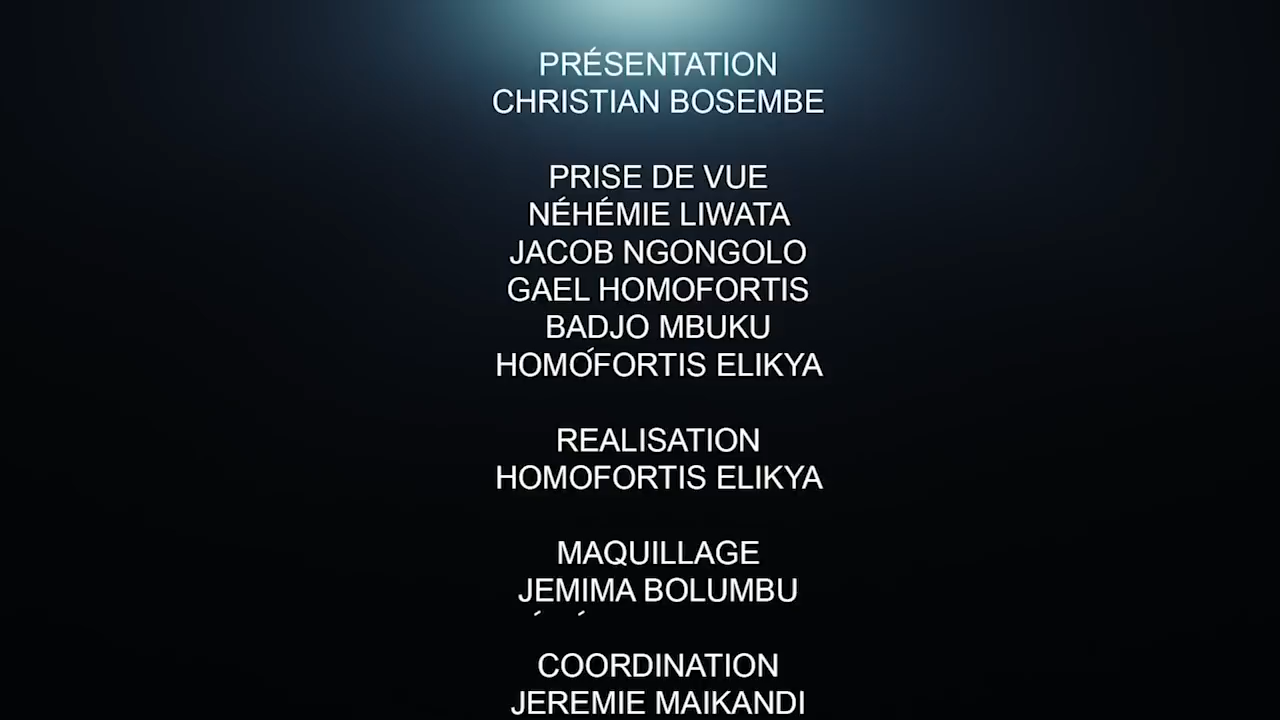 PRÉSENTATION
CHRISTIAN BOSEMBE
PRISE DE VUE
NÉHÉMIE LIWATA
JACOB NGONGOLO
GAEL HOMOFORTIS
BADJO MBUKU
HOMOFORTIS ELIKYA
REALISATION
HOMOFORTIS ELIKYA
MAQUILLAGE
JEMIMA BOLUMBU
COORDINATION
JEREMIE MAIKANDI